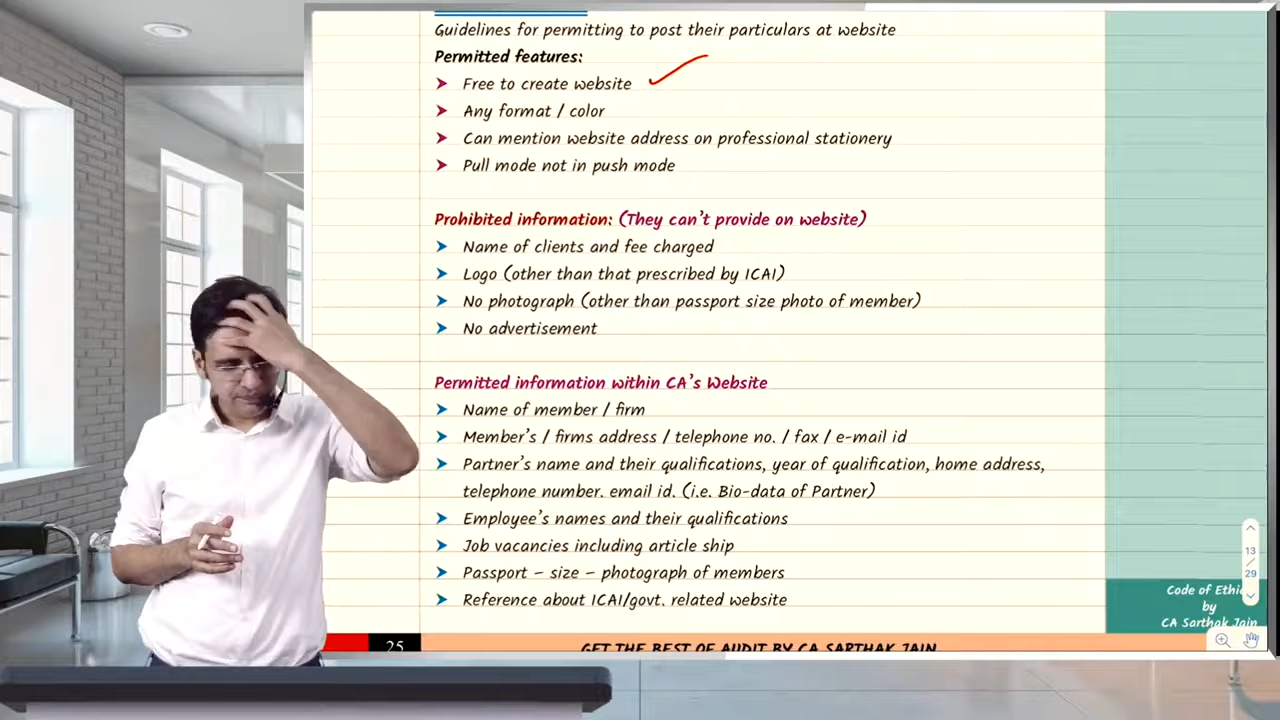 Guidelines for permitting to post their particulars at website
Permitted features:
➤ Free to create website
➤ Any format / color
➤ Can mention website address on professional stationery
➤ Pull mode not in push mode
Prohibited information: (They can't provide on website)
➤ Name of clients and fee charged
➤ Logo (other than that prescribed by ICAI)
➤ No photograph (other than passport size photo of member)
➤ No advertisement
Permitted information within CA's Website
➤ Name of member / firm
➤ Member's / firms address / telephone no. / fax / e-mail id
➤ Partner's name and their qualifications, year of qualification, home address,
telephone number. email id. (i.e. Bio-data of Partner)
➤ Employee's names and their qualifications
➤ Job vacancies including article ship
➤ Passport – size – photograph of members
➤ Reference about ICAI/govt. related website
13
/
29
Code of
by
CA Sarthak Jain
25
GET THE BEST OF AUDIT BY CA SARTHAK JAIN